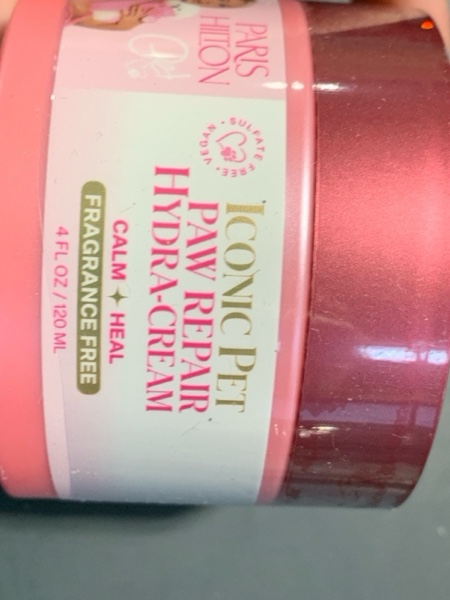 PARIS
HILTON
Pet
SULFATE FREE • VEGAN •
ICONIC PET
PAW REPAIR
HYDRA-CREAM
CALM HEAL
FRAGRANCE FREE
4 FL OZ / 120 ML